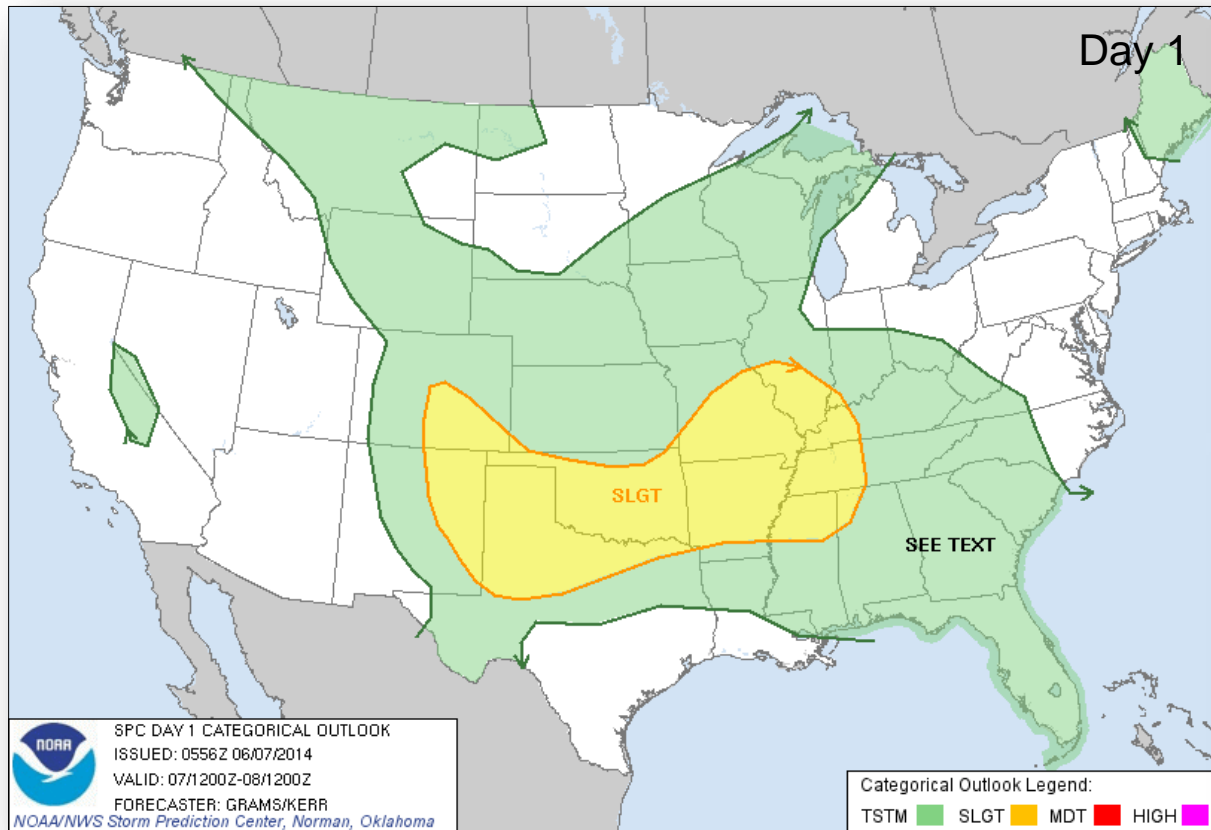 Day 1
SLGT
SEE TEXT
SPC DAY 1 CATEGORICAL OUTLOOK
ISSUED: 0556Z 06/07/2014
VALID: 07/1200Z-08/1200Z
FORECASTER: GRAMS/KERR
NOAA
NOAA/NWS Storm Prediction Center, Norman, Oklahoma
Categorical Outlook Legend:
TSTM SLGT MDT HIGH